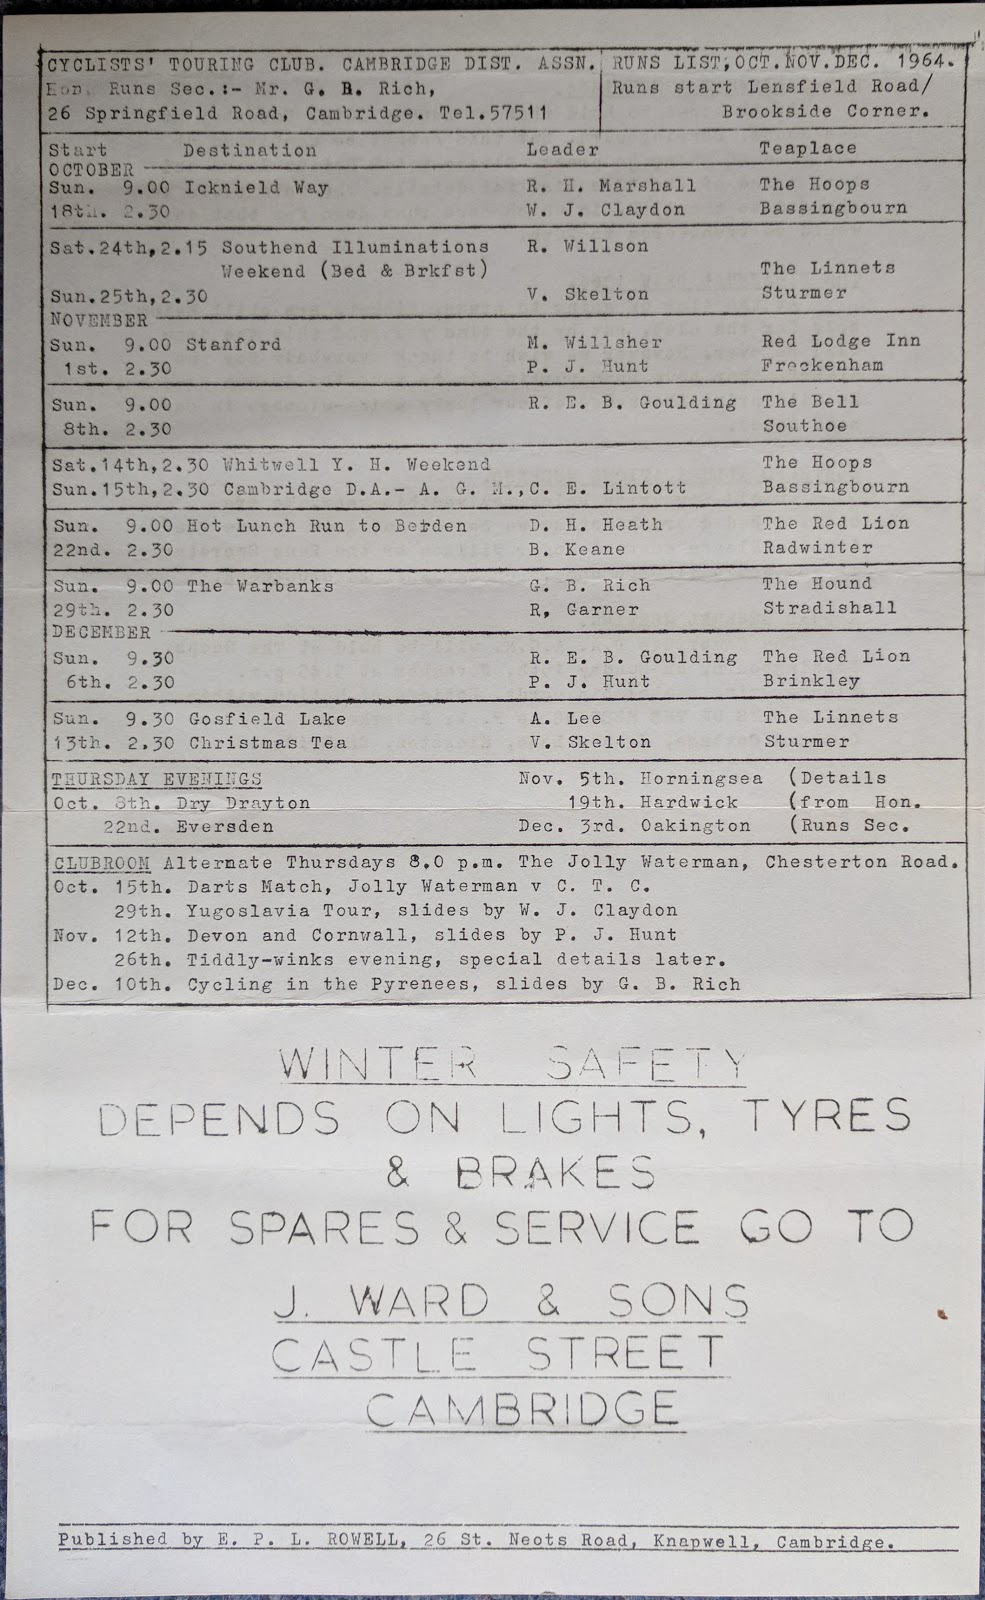 CYCLISTS' TOURING CLUB. CAMBRIDGE DIST. ASSN. RUNS LIST, OCT.NOV.DEC. 1964.
Hon. Runs Sec.:- Mr. G. B. Rich, Runs start Lensfield Road/
26 Springfield Road, Cambridge. Tel.57511 Brookside Corner.
Start Destination Leader Teaplace
OCTOBER
Sun. 9.00 Icknield Way R. H. Marshall The Hoops
18th. 2.30 W. J. Claydon Bassingbourn
Sat.24th,2.15 Southend Illuminations R. Willson
Weekend (Bed & Brkfst) The Linnets
Sun.25th,2.30 V. Skelton Sturmer
NOVEMBER
Sun. 9.00 Stanford M. Willsher Red Lodge Inn
1st. 2.30 P. J. Hunt Freckenham
Sun. 9.00 R. E. B. Goulding The Bell
8th. 2.30 Southoe
Sat.14th,2.30 Whitwell Y. H. Weekend The Hoops
Sun.15th,2.30 Cambridge D.A.- A. G. M.,C. E. Lintott Bassingbourn
Sun. 9.00 Hot Lunch Run to Berden D. H. Heath The Red Lion
22nd. 2.30 B. Keane Radwinter
Sun. 9.00 The Warbanks G. B. Rich The Hound
29th. 2.30 R, Garner Stradishall
DECEMBER
Sun. 9.30 R. E. B. Goulding The Red Lion
6th. 2.30 P. J. Hunt Brinkley
Sun. 9.30 Gosfield Lake A. Lee The Linnets
13th. 2.30 Christmas Tea V. Skelton Sturmer
THURSDAY EVENINGS Nov. 5th. Horningsea (Details
Oct. 8th. Dry Drayton 19th. Hardwick (from Hon.
22nd. Eversden Dec. 3rd. Oakington (Runs Sec.
CLUBROOM Alternate Thursdays 8.0 p.m. The Jolly Waterman, Chesterton Road.
Oct. 15th. Darts Match, Jolly Waterman v C. T. C.
29th. Yugoslavia Tour, slides by W. J. Claydon
Nov. 12th. Devon and Cornwall, slides by P. J. Hunt
26th. Tiddly-winks evening, special details later.
Dec. 10th. Cycling in the Pyrenees, slides by G. B. Rich
WINTER SAFETY
DEPENDS ON LIGHTS, TYRES
& BRAKES
FOR SPARES & SERVICE GO TO
J. WARD & SONS
CASTLE STREET
CAMBRIDGE
Published by E. P. L. ROWELL, 26 St. Neots Road, Knapwell, Cambridge.